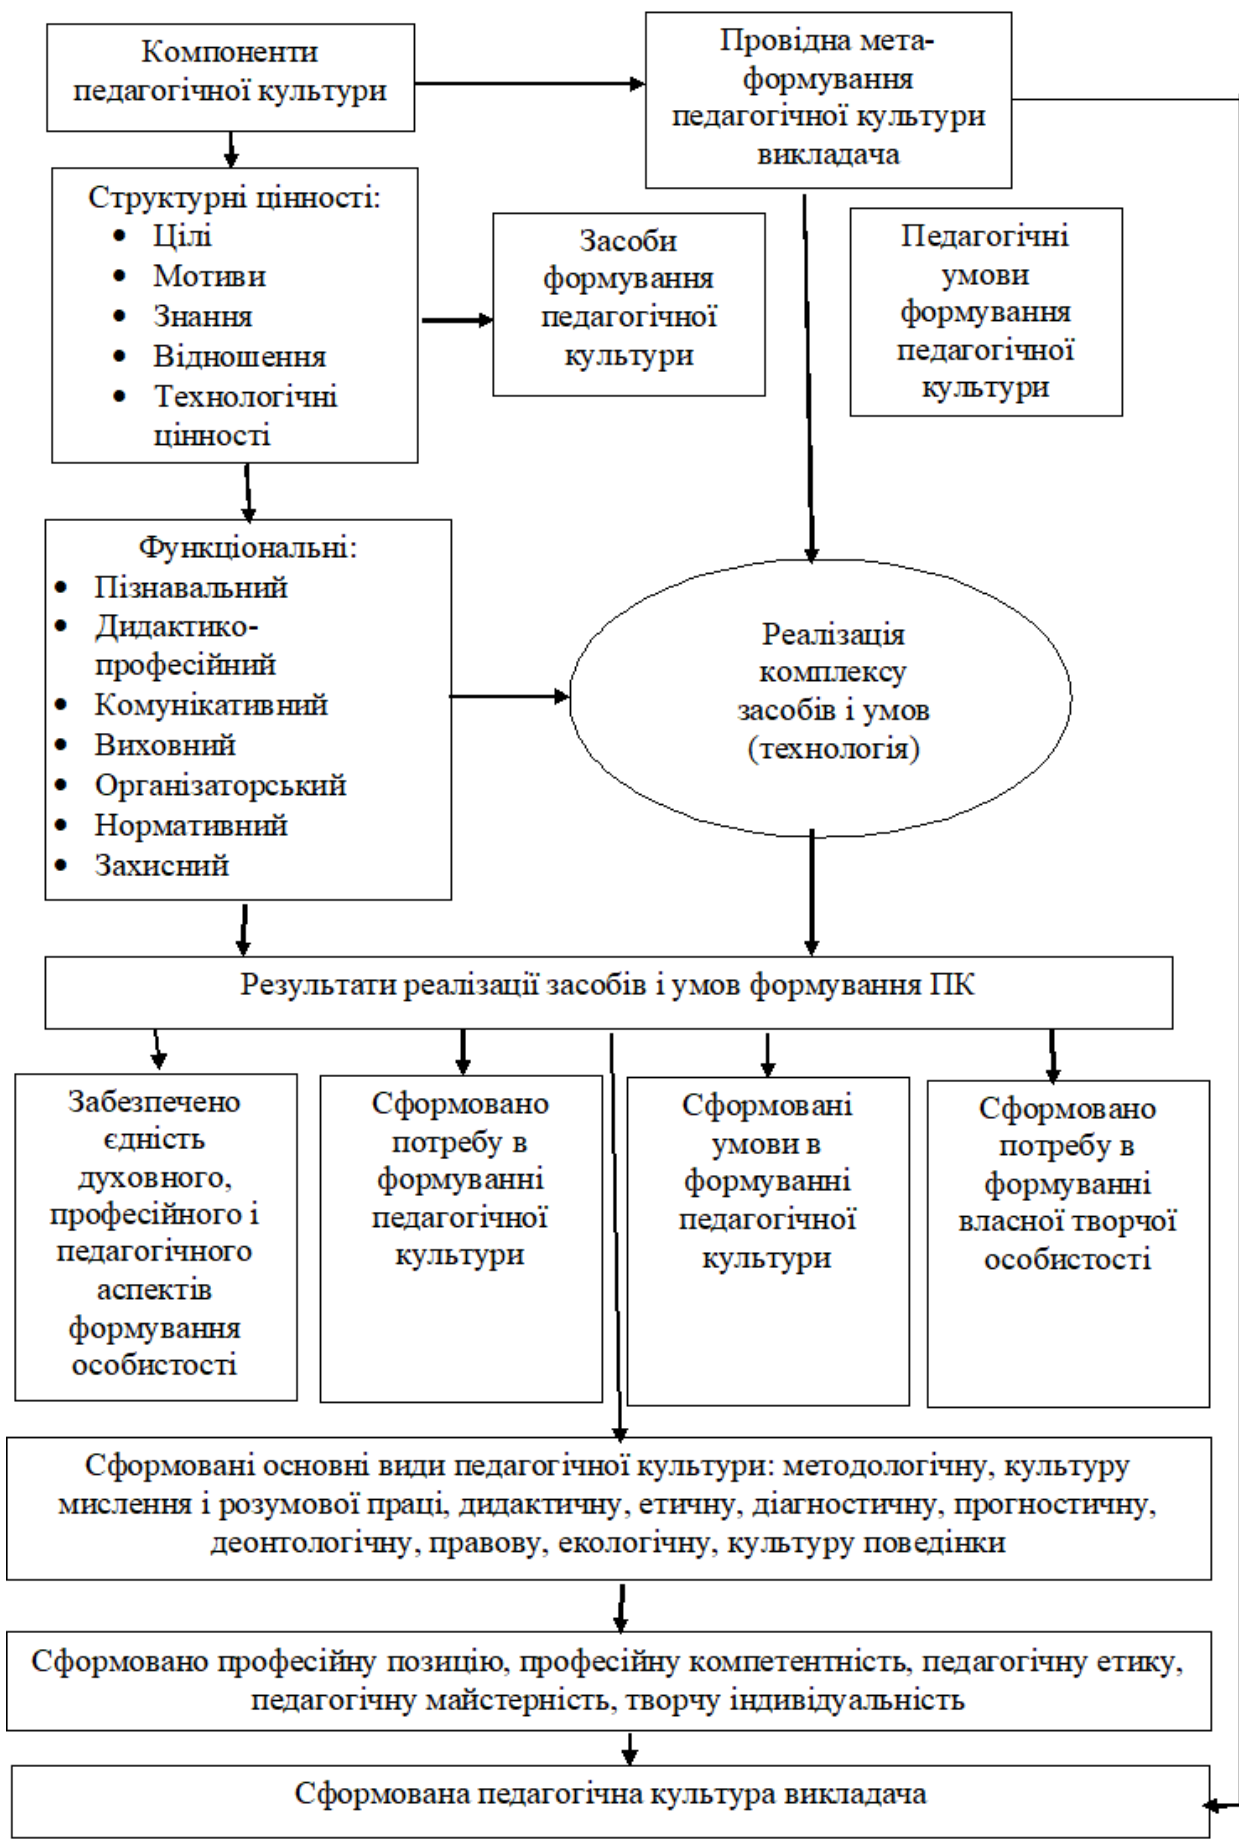 Компоненти
педагогічної культури
Провідна мета-
формування
педагогічної культури
викладача
Структурні цінності:
• Цілі
• Мотиви
• Знання
• Відношення
• Технологічні
цінності
Засоби
формування
педагогічної
культури
Педагогічні
умови
формування
педагогічної
культури
Функціональні:
• Пізнавальний
• Дидактико-
професійний
• Комунікативний
• Виховний
• Організаторський
• Нормативний
• Захисний
Реалізація
комплексу
засобів і умов
(технологія)
Результати реалізації засобів і умов формування ПК
Забезпечено
єдність
духовного,
професійного і
педагогічного
аспектів
формування
особистості
Сформовано
потребу в
формуванні
педагогічної
культури
Сформовані
умови в
формуванні
педагогічної
культури
Сформовано
потребу в
формуванні
власної творчої
особистості
Сформовані основні види педагогічної культури: методологічну, культуру
мислення і розумової праці, дидактичну, етичну, діагностичну, прогностичну,
деонтологічну, правову, екологічну, культуру поведінки
Сформовано професійну позицію, професійну компетентність, педагогічну етику,
педагогічну майстерність, творчу індивідуальність
Сформована педагогічна культура викладача